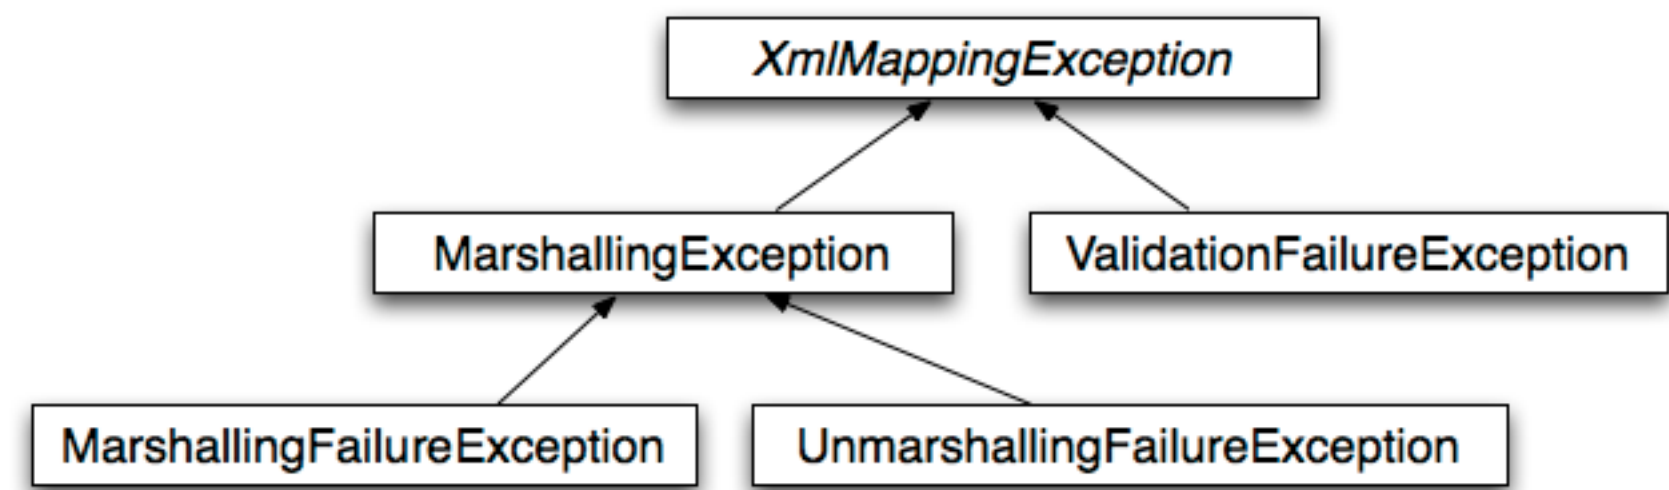 XmlMappingException
MarshallingException
ValidationFailureException
MarshallingFailureException
UnmarshallingFailureException